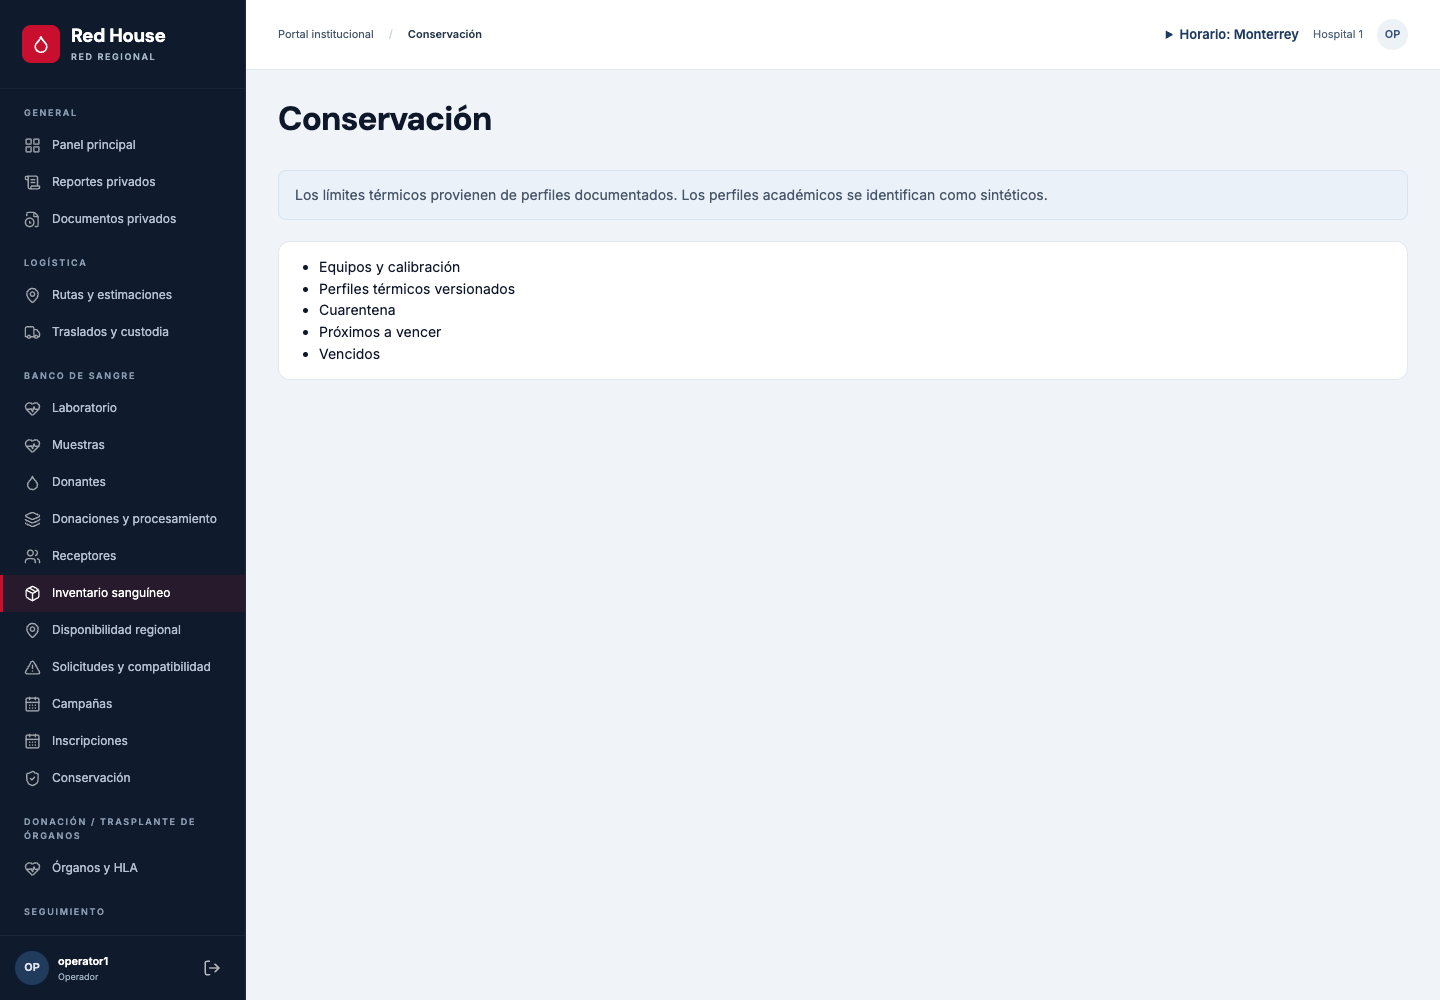 Red House
RED REGIONAL
GENERAL
Panel principal
Reportes privados
Documentos privados
LOGÍSTICA
Rutas y estimaciones
Traslados y custodia
BANCO DE SANGRE
Laboratorio
Muestras
Donantes
Donaciones y procesamiento
Receptores
Inventario sanguíneo
Disponibilidad regional
Solicitudes y compatibilidad
Campañas
Inscripciones
Conservación
DONACIÓN / TRASPLANTE DE
ÓRGANOS
Órganos y HLA
SEGUIMIENTO
OP
operator1
Operador
Portal institucional / Conservación
Horario: Monterrey Hospital 1 OP
Conservación
Los límites térmicos provienen de perfiles documentados. Los perfiles académicos se identifican como sintéticos.
Equipos y calibración
Perfiles térmicos versionados
Cuarentena
Próximos a vencer
Vencidos